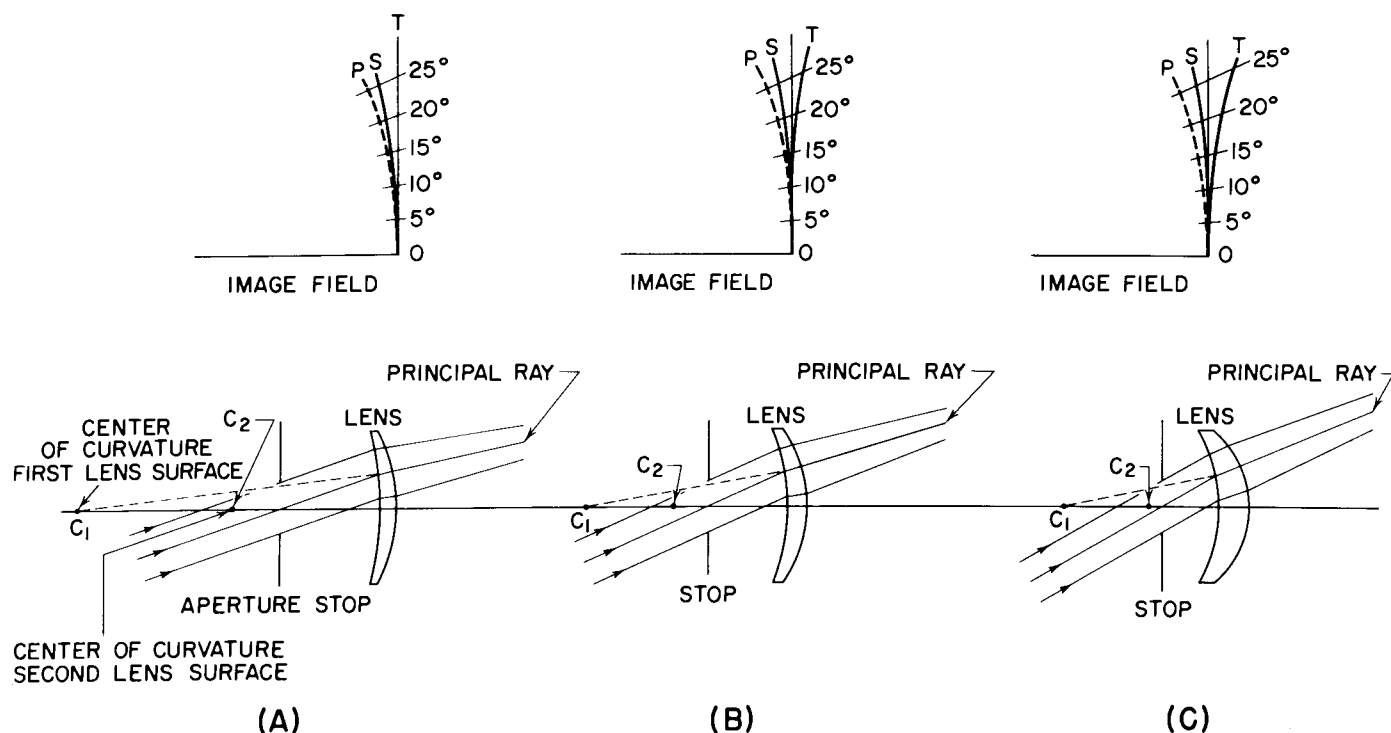 T
P
S
25°
20°
15°
10°
5°
0
IMAGE FIELD
P
S
T
25°
20°
15°
10°
5°
0
IMAGE FIELD
P
S
T
25°
20°
15°
10°
5°
0
IMAGE FIELD
PRINCIPAL RAY
LENS
C2
CENTER
OF CURVATURE
FIRST LENS SURFACE
C1
APERTURE STOP
CENTER OF CURVATURE
SECOND LENS SURFACE
(A)
PRINCIPAL RAY
LENS
C2
C1
STOP
(B)
PRINCIPAL RAY
LENS
C2
C1
STOP
(C)